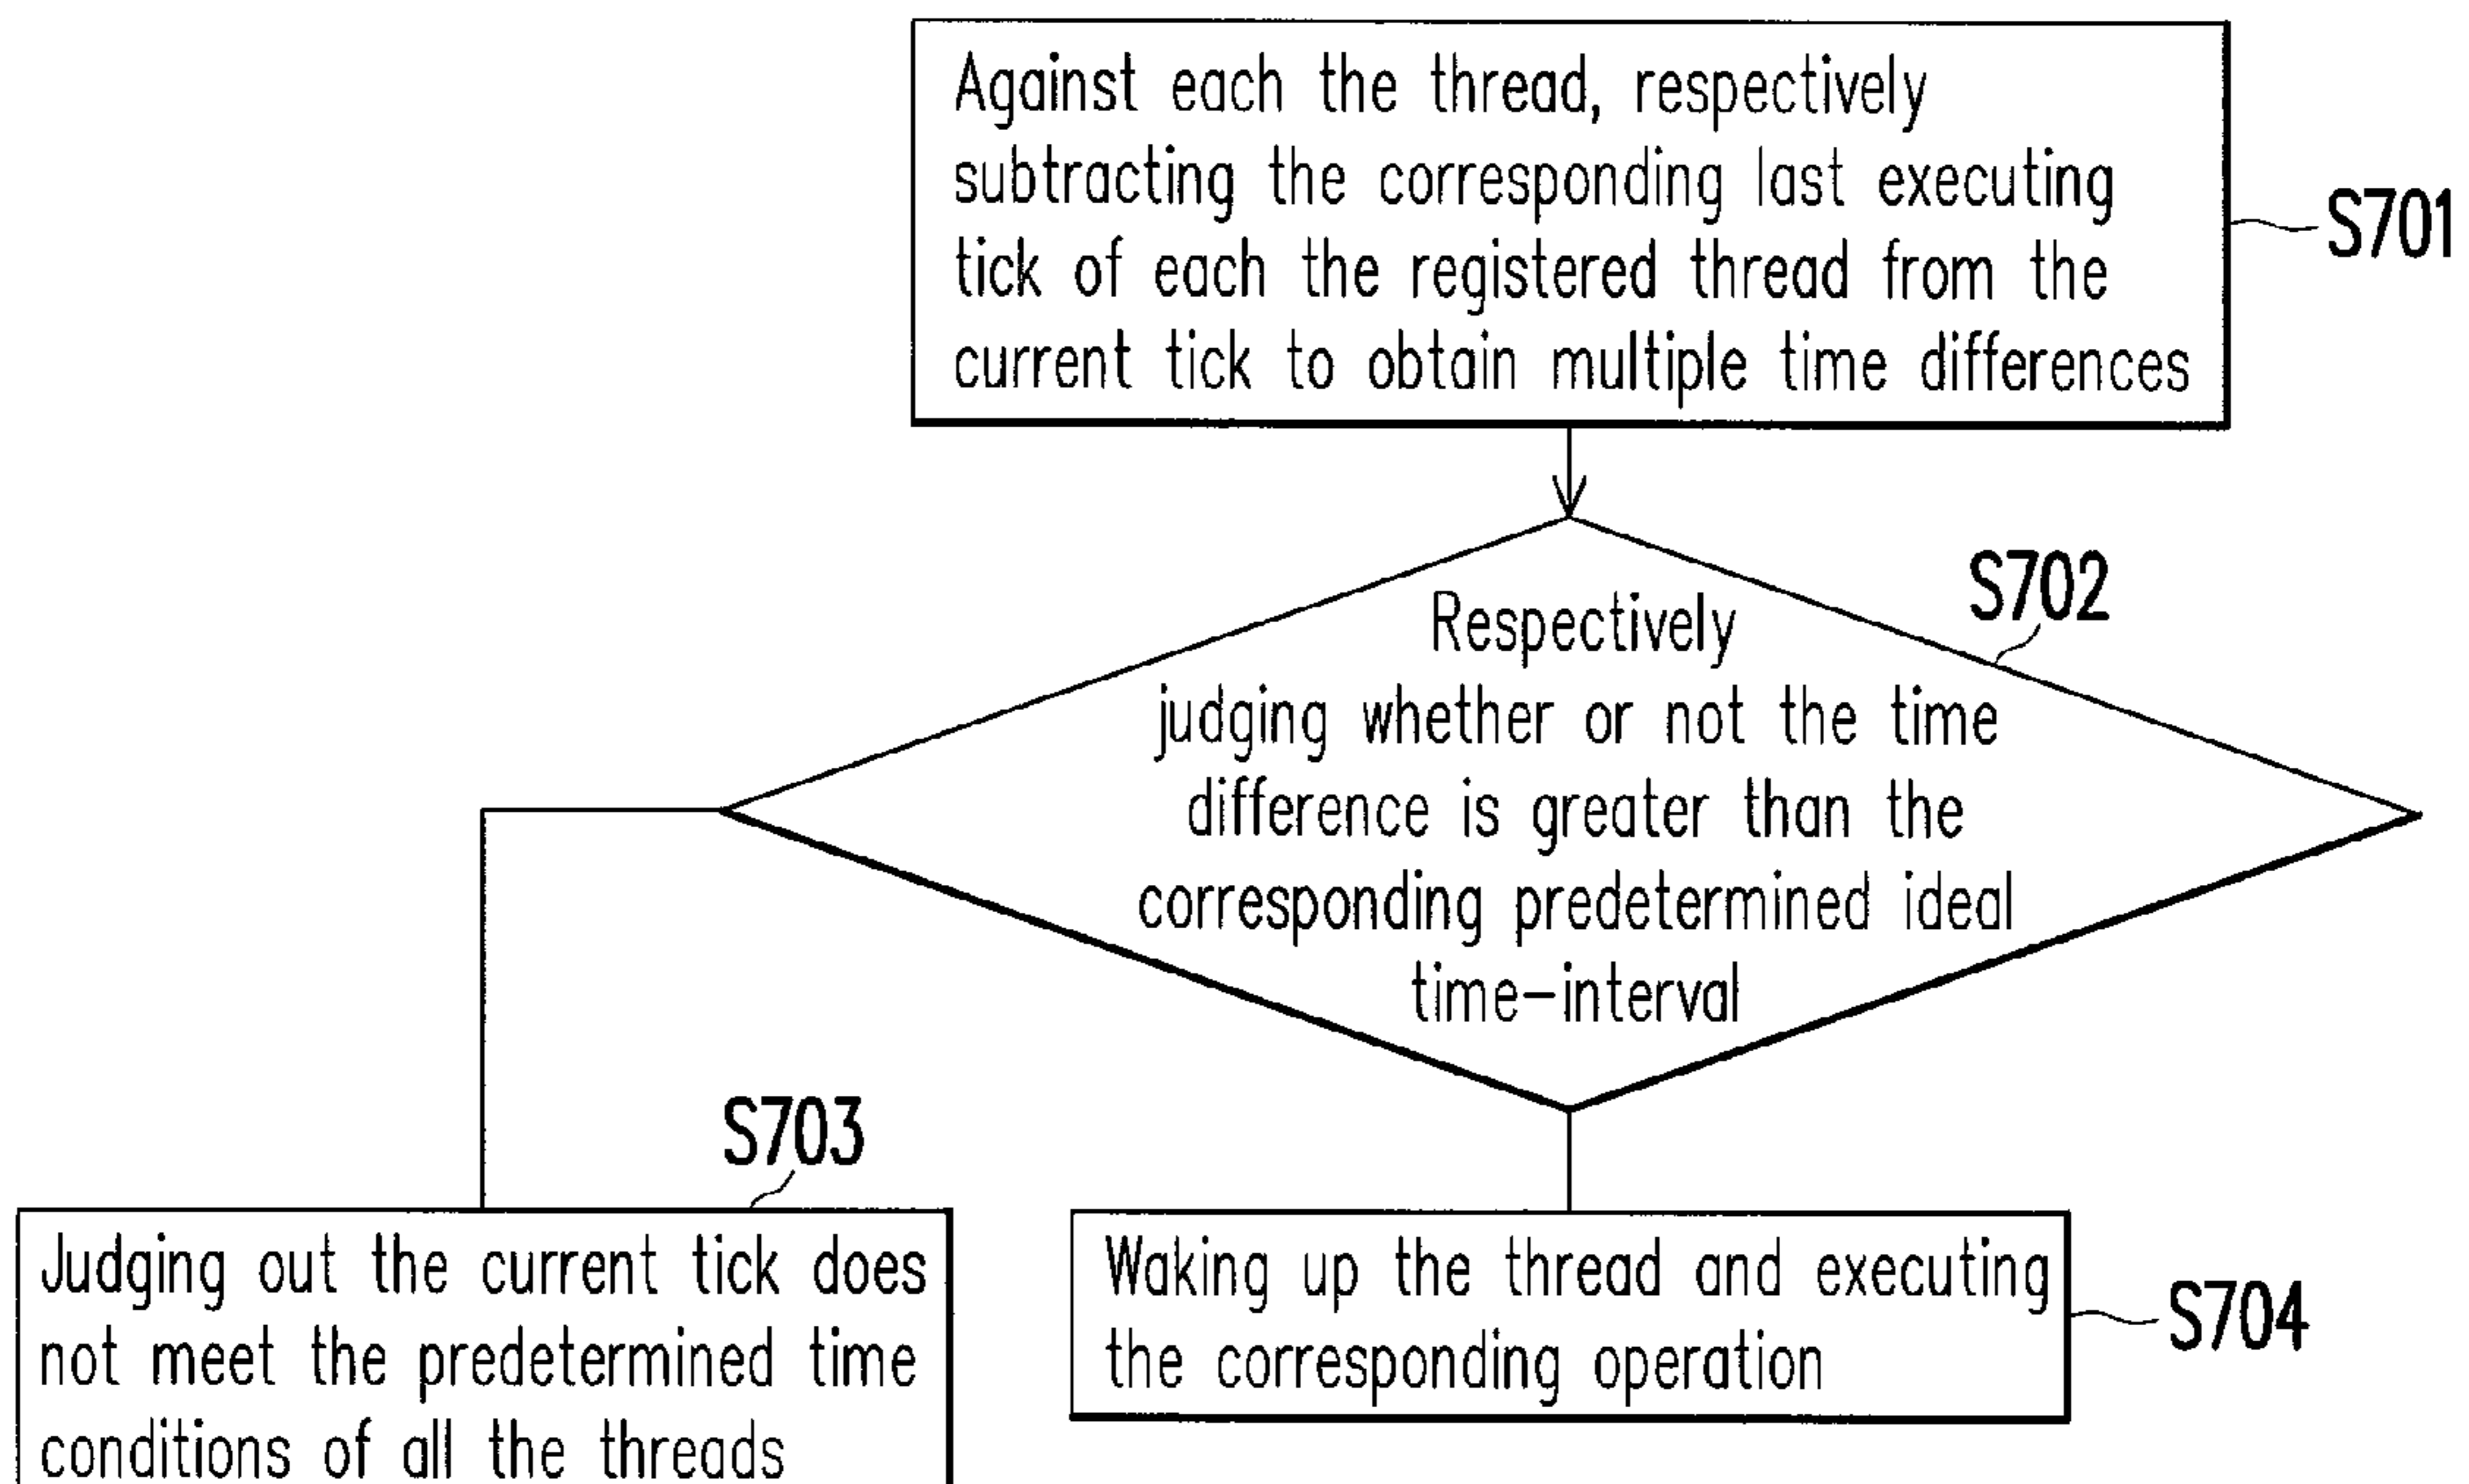 Against each the thread, respectively
subtracting the corresponding last executing
tick of each the registered thread from the
current tick to obtain multiple time differences
S701
S702
Respectively
judging whether or not the time
difference is greater than the
corresponding predetermined ideal
time-interval
S703
Judging out the current tick does
not meet the predetermined time
conditions of all the threads
Waking up the thread and executing
the corresponding operation
S704